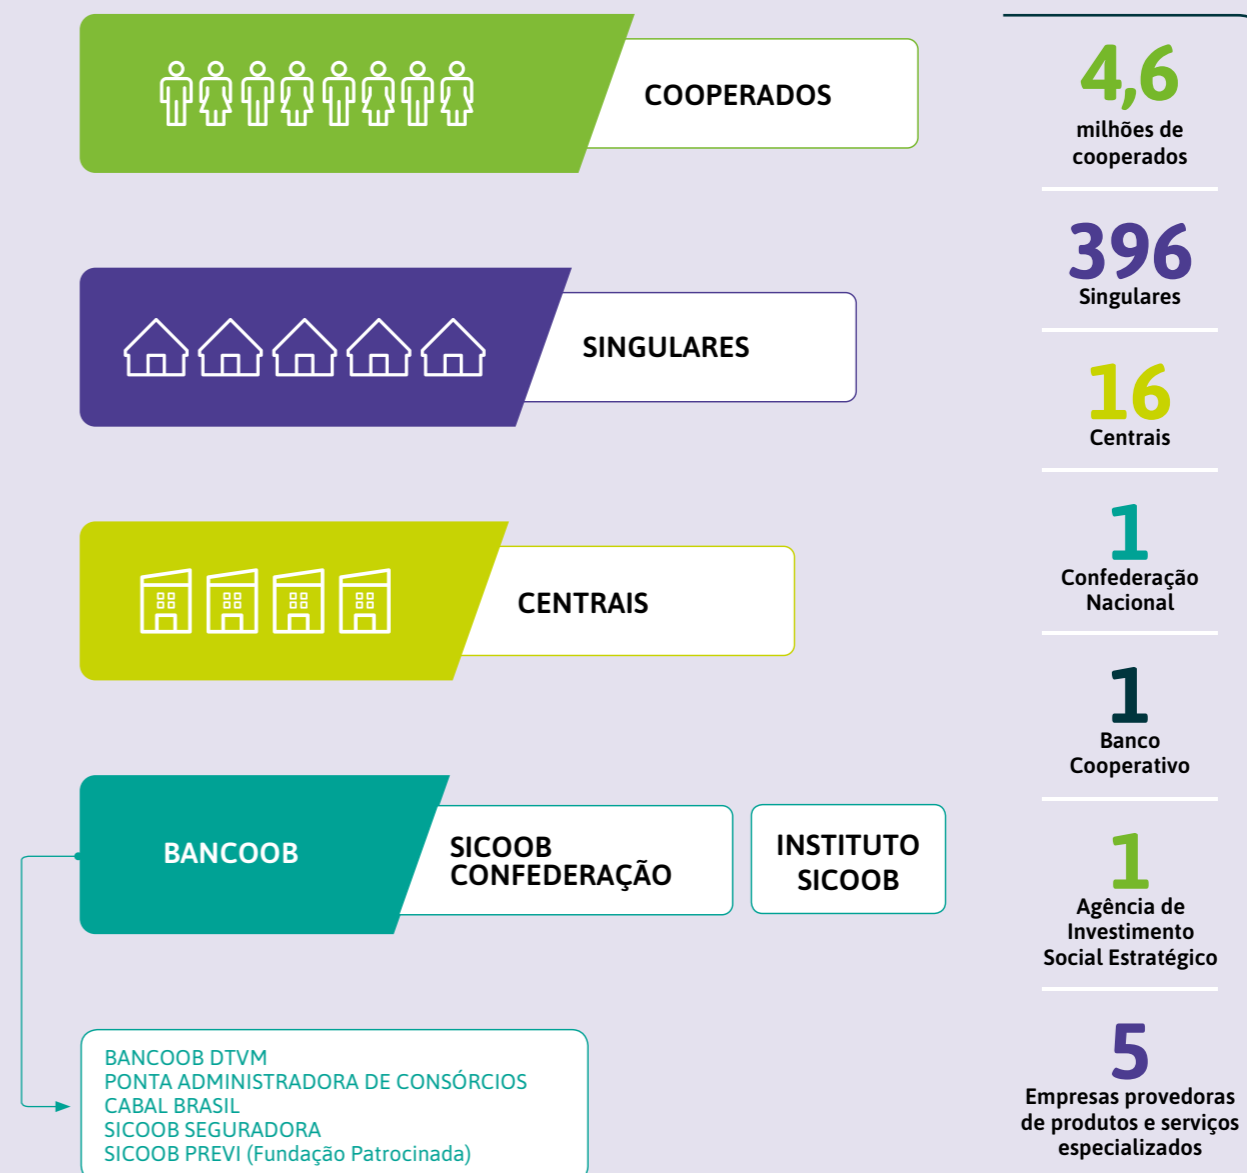 COOPERADOS
SINGULARES
CENTRAIS
BANCOOB
SICOOB
CONFEDERAÇÃO
INSTITUTO
SICOOB
BANCOOB DTVM
PONTA ADMINISTRADORA DE CONSÓRCIOS
CABAL BRASIL
SICOOB SEGURADORA
SICOOB PREVI (Fundação Patrocinada)
4,6
milhões de
cooperados
396
Singulares
16
Centrais
1
Confederação
Nacional
1
Banco
Cooperativo
1
Agência de
Investimento
Social Estratégico
5
Empresas provedoras
de produtos e serviços
especializados